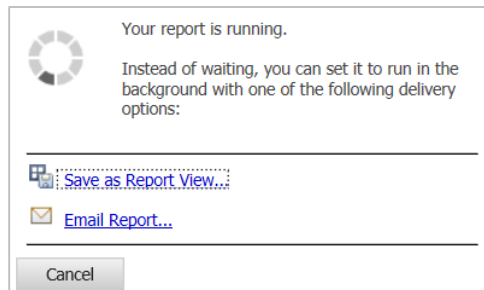 Your report is running.
Instead of waiting, you can set it to run in the
background with one of the following delivery
options:
Save as Report View...
Email Report...
Cancel